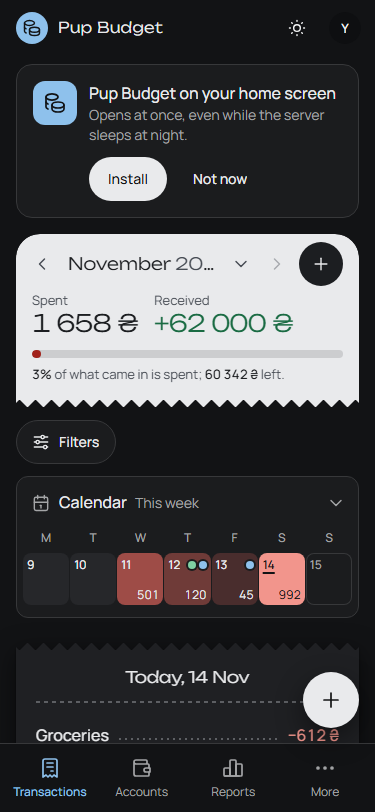 Pup Budget
Y
Pup Budget on your home screen
Opens at once, even while the server
sleeps at night.
Install
Not now
November 20...
Spent
Received
1 658 ₴
+62 000 ₴
3% of what came in is spent; 60 342 ₴ left.
Filters
Calendar This week
M T W T F S S
9 10 11 12 13 14 15
501 120 45 992
Today, 14 Nov
Groceries
−612 ₴
Transactions
Accounts
Reports
More